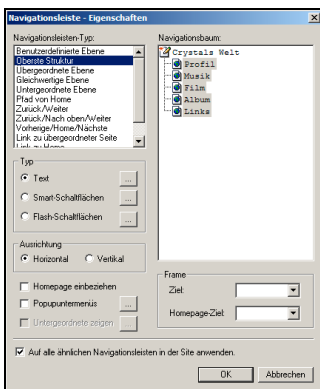 Navigationsleiste - Eigenschaften
Navigationsleisten-Typ:
Benutzerdefinierte Ebene
Oberste Struktur
Übergeordnete Ebene
Gleichwertige Ebene
Untergeordnete Ebene
Pfad von Home
Zurück/Weiter
Zurück/Nach oben/Weiter
Vorherige/Home/Nächste
Link zu übergeordneter Seite
Link zu Home
Navigationsbaum:
Crystals Welt
Profil
Musik
Film
Album
Links
Typ
Text
...
Smart-Schaltflächen
...
Flash-Schaltflächen
...
Ausrichtung
Horizontal
Vertikal
Homepage einbeziehen
Popupuntermenüs
...
Untergeordnete zeigen
...
Frame
Ziel:
Homepage-Ziel:
Auf alle ähnlichen Navigationsleisten in der Site anwenden.
OK
Abbrechen